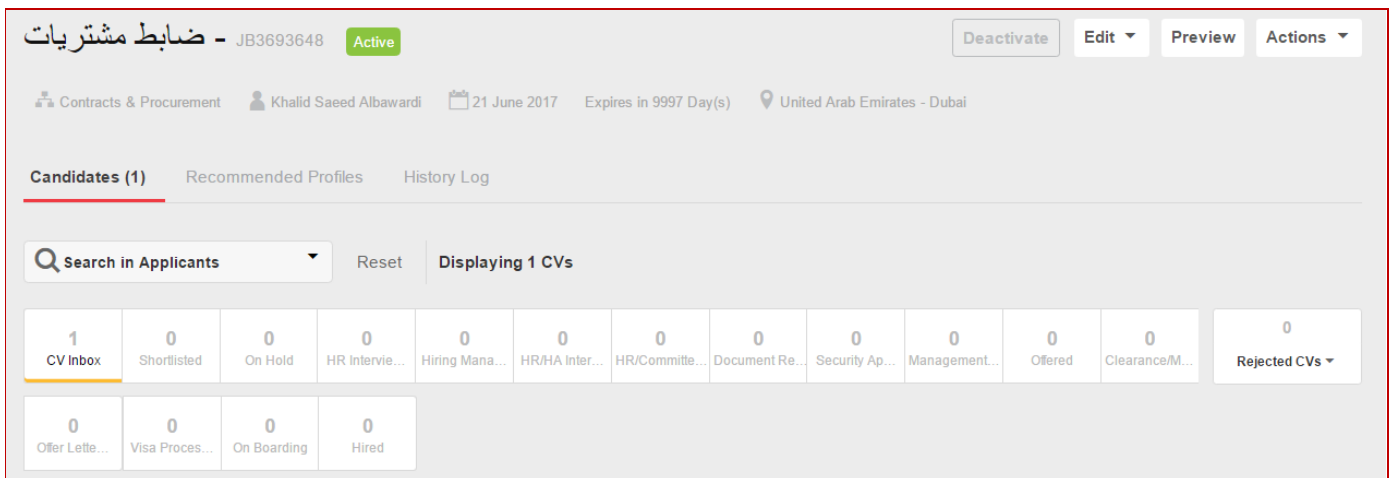 ضابط مشتريات - JB3693648 Active Deactivate Edit Preview Actions
Contracts & Procurement Khalid Saeed Albawardi 21 June 2017 Expires in 9997 Day(s) United Arab Emirates - Dubai
Candidates (1) Recommended Profiles History Log
Search in Applicants Reset Displaying 1 CVs
1 0 0 0 0 0 0 0 0 0 0 0 0
CV Inbox Shortlisted On Hold HR Intervie... Hiring Mana... HR/HA Inter... HR/Committe... Document Re... Security Ap... Management... Offered Clearance/M... Rejected CVs
0 0 0 0
Offer Lette... Visa Proces... On Boarding Hired